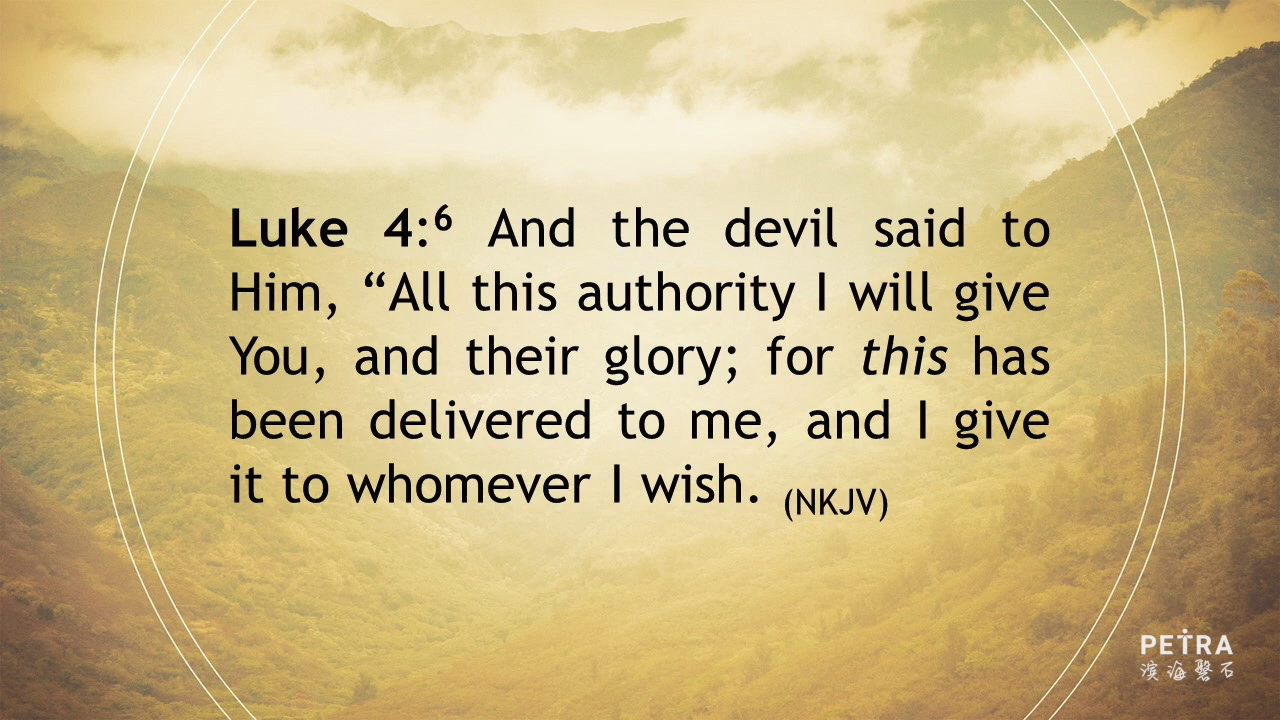 Luke 4:⁶ And the devil said to
Him, “All this authority I will give
You, and their glory; for this has
been delivered to me, and I give
it to whomever I wish. (NKJV)
PETRA
滨海磐石